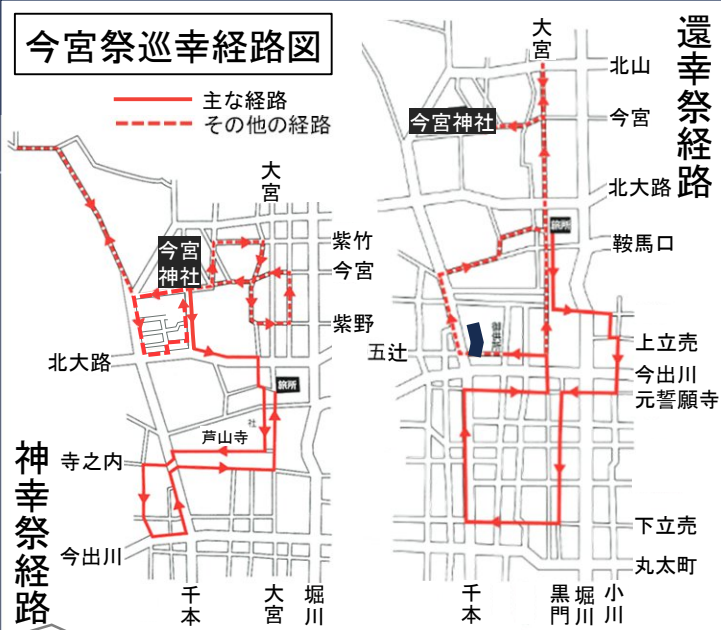 今宮祭巡幸経路図
主な経路
その他の経路
大宮
紫竹
今宮
紫野
今宮
神社
北大路
旅所
芦山寺
社
寺之内
今出川
千本
大宮
堀川
神幸祭経路
還幸祭経路
大宮
北山
今宮
今宮神社
北大路
旅所
鞍馬口
上立売
五辻
今出川
元誓願寺
下立売
丸太町
千本
黒門
堀川
小川